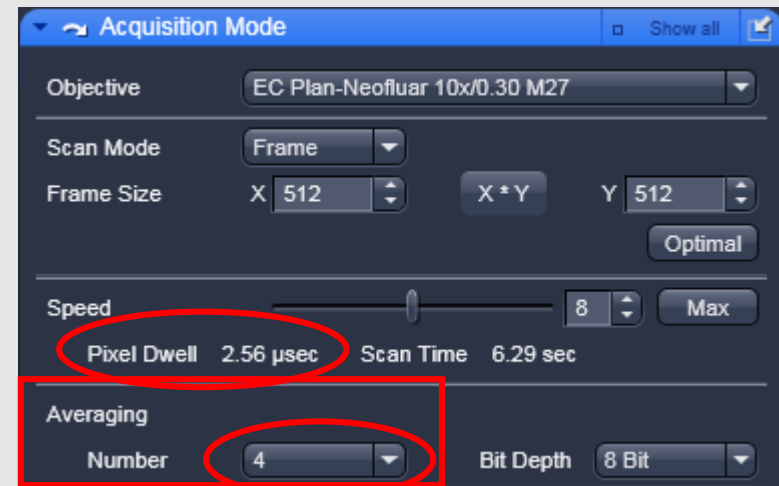 Acquisition Mode Show all
Objective EC Plan-Neofluar 10x/0.30 M27
Scan Mode Frame
Frame Size X 512 X * Y Y 512
Optimal
Speed 8 Max
Pixel Dwell 2.56 µsec Scan Time 6.29 sec
Averaging
Number 4 Bit Depth 8 Bit